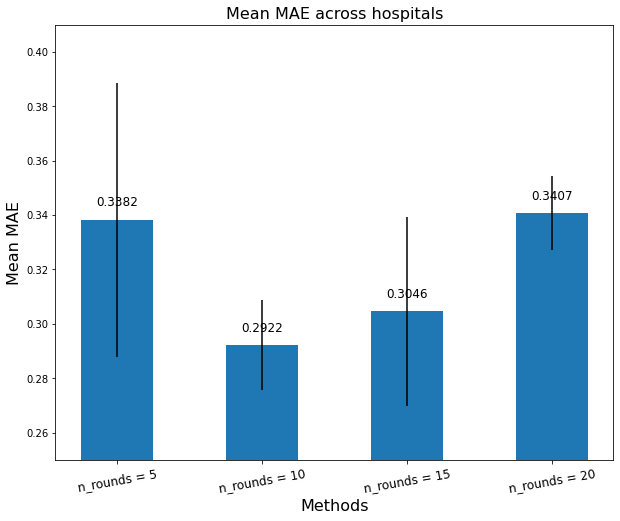 Mean MAE across hospitals
Mean MAE
0.40
0.38
0.36
0.34
0.32
0.30
0.28
0.26
0.3382
0.2922
0.3046
0.3407
n_rounds = 5
n_rounds = 10
n_rounds = 15
n_rounds = 20
Methods